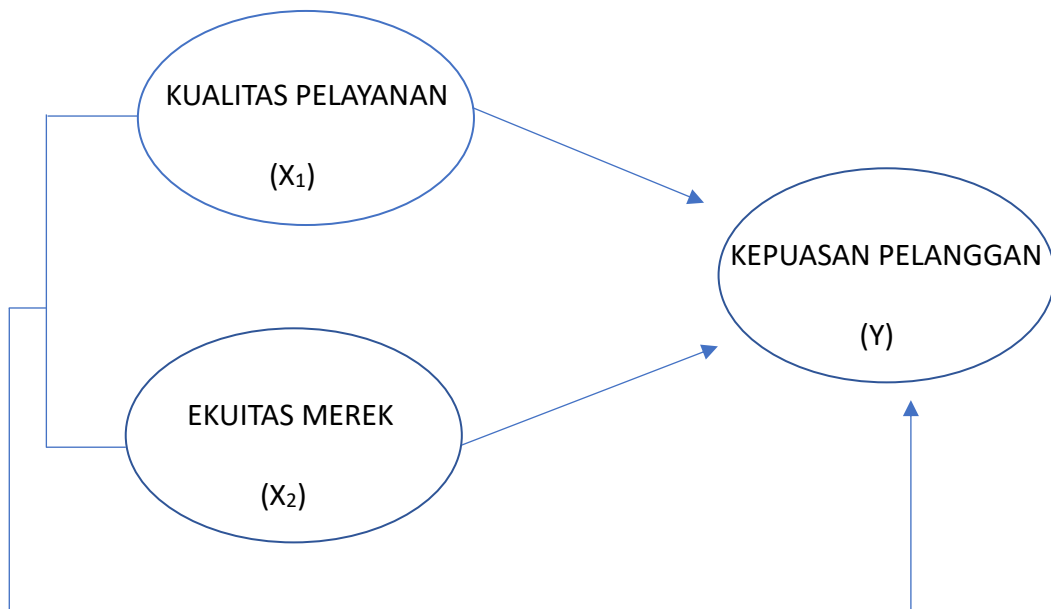 KUALITAS PELAYANAN
(X₁)
KEPUASAN PELANGGAN
(Y)
EKUITAS MEREK
(X₂)